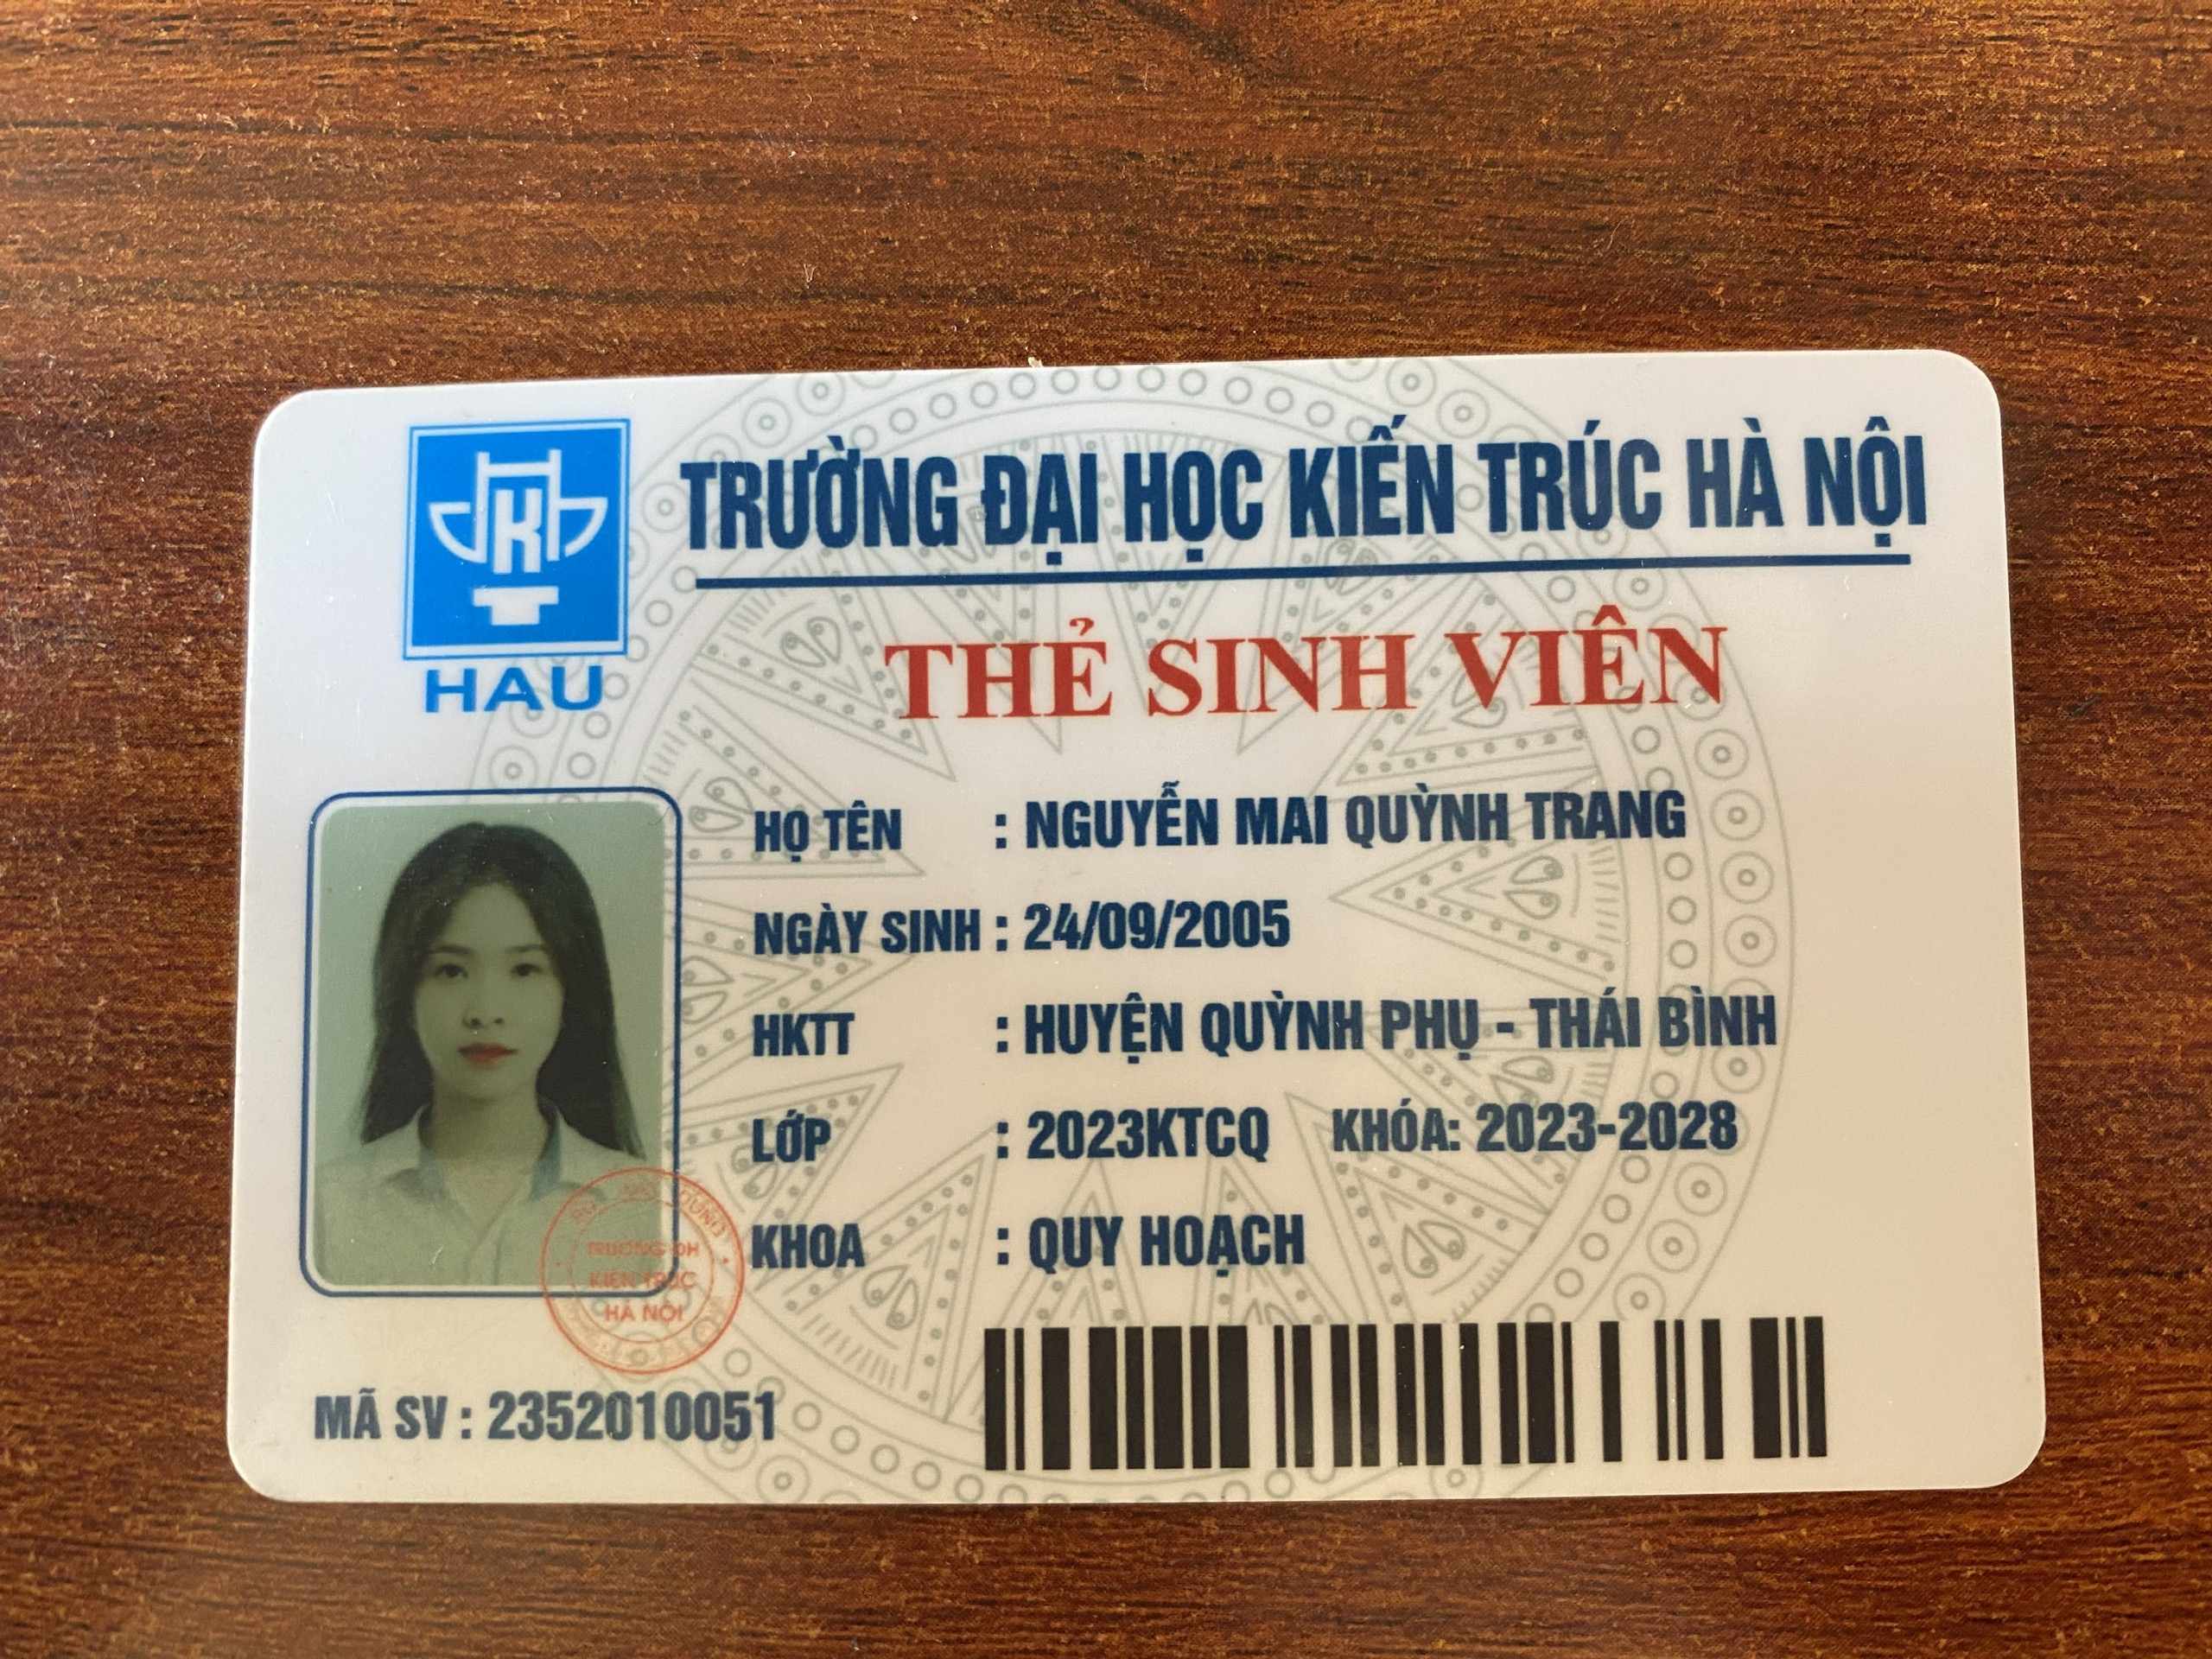 TRƯỜNG ĐẠI HỌC KIẾN TRÚC HÀ NỘI
HAU
THẺ SINH VIÊN
HỌ TÊN : NGUYỄN MAI QUỲNH TRANG
NGÀY SINH : 24/09/2005
HKTT : HUYỆN QUỲNH PHỤ - THÁI BÌNH
LỚP : 2023KTCQ KHÓA: 2023-2028
KHOA : QUY HOẠCH
TRƯỜNG ĐH
KIẾN TRÚC
HÀ NỘI
MÃ SV : 2352010051